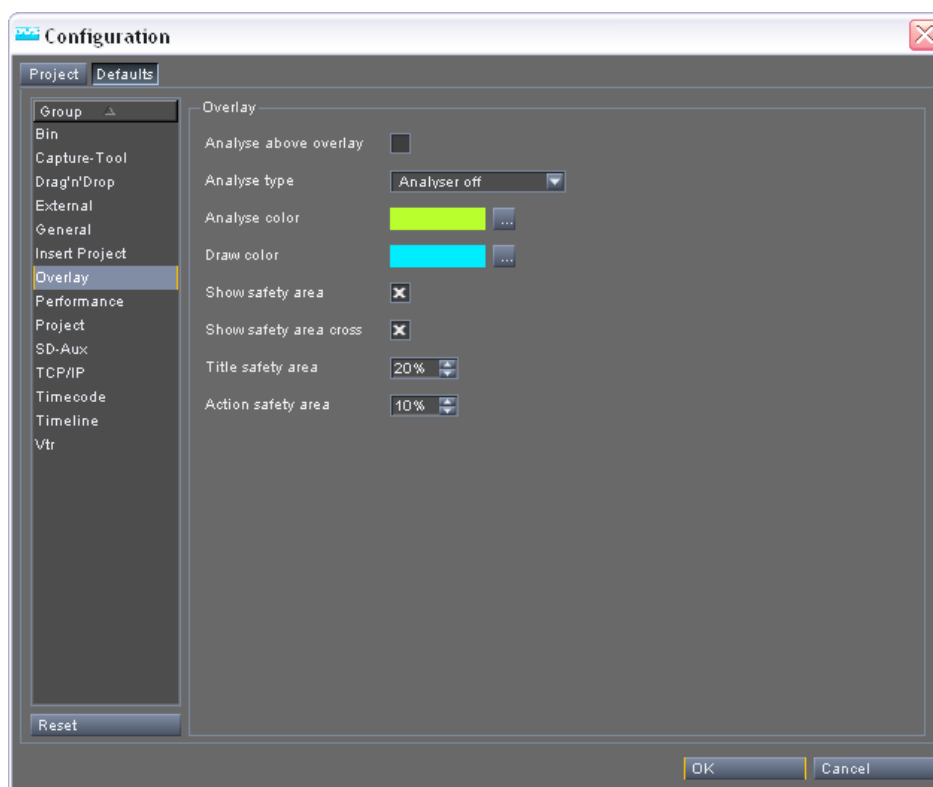 Configuration
Project
Defaults
Group
Bin
Capture-Tool
Drag'n'Drop
External
General
Insert Project
Overlay
Performance
Project
SD-Aux
TCP/IP
Timecode
Timeline
Vtr
Reset
Overlay
Analyse above overlay
Analyse type Analyser off
Analyse color ...
Draw color ...
Show safety area
Show safety area cross
Title safety area 20%
Action safety area 10%
OK
Cancel